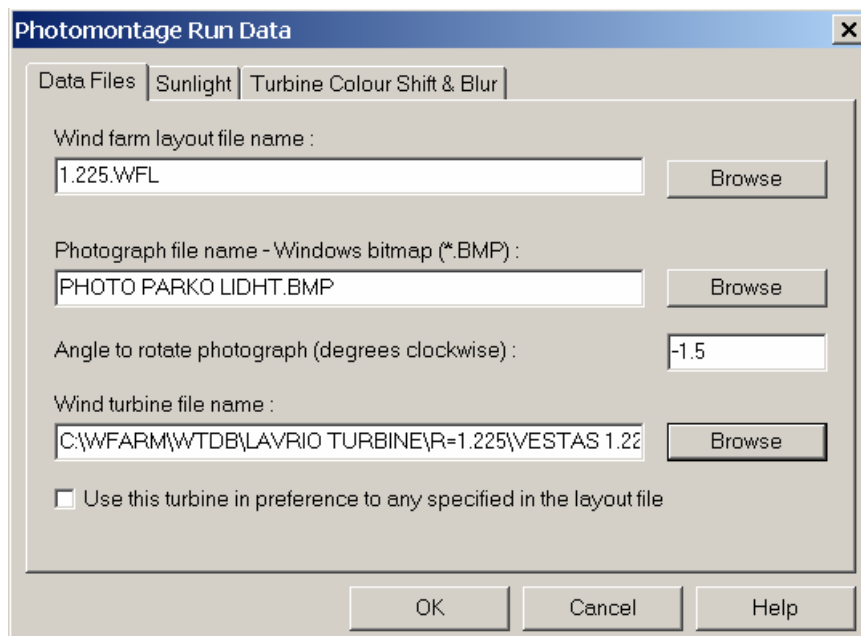 Photomontage Run Data
Data Files Sunlight Turbine Colour Shift & Blur
Wind farm layout file name :
1.225.WFL Browse
Photograph file name - Windows bitmap (*.BMP) :
PHOTO PARKO LIDHT.BMP Browse
Angle to rotate photograph (degrees clockwise) : -1.5
Wind turbine file name :
C:\WFARM\WTDB\LAVRIO TURBINE\R=1.225\VESTAS 1.22 Browse
Use this turbine in preference to any specified in the layout file
OK Cancel Help